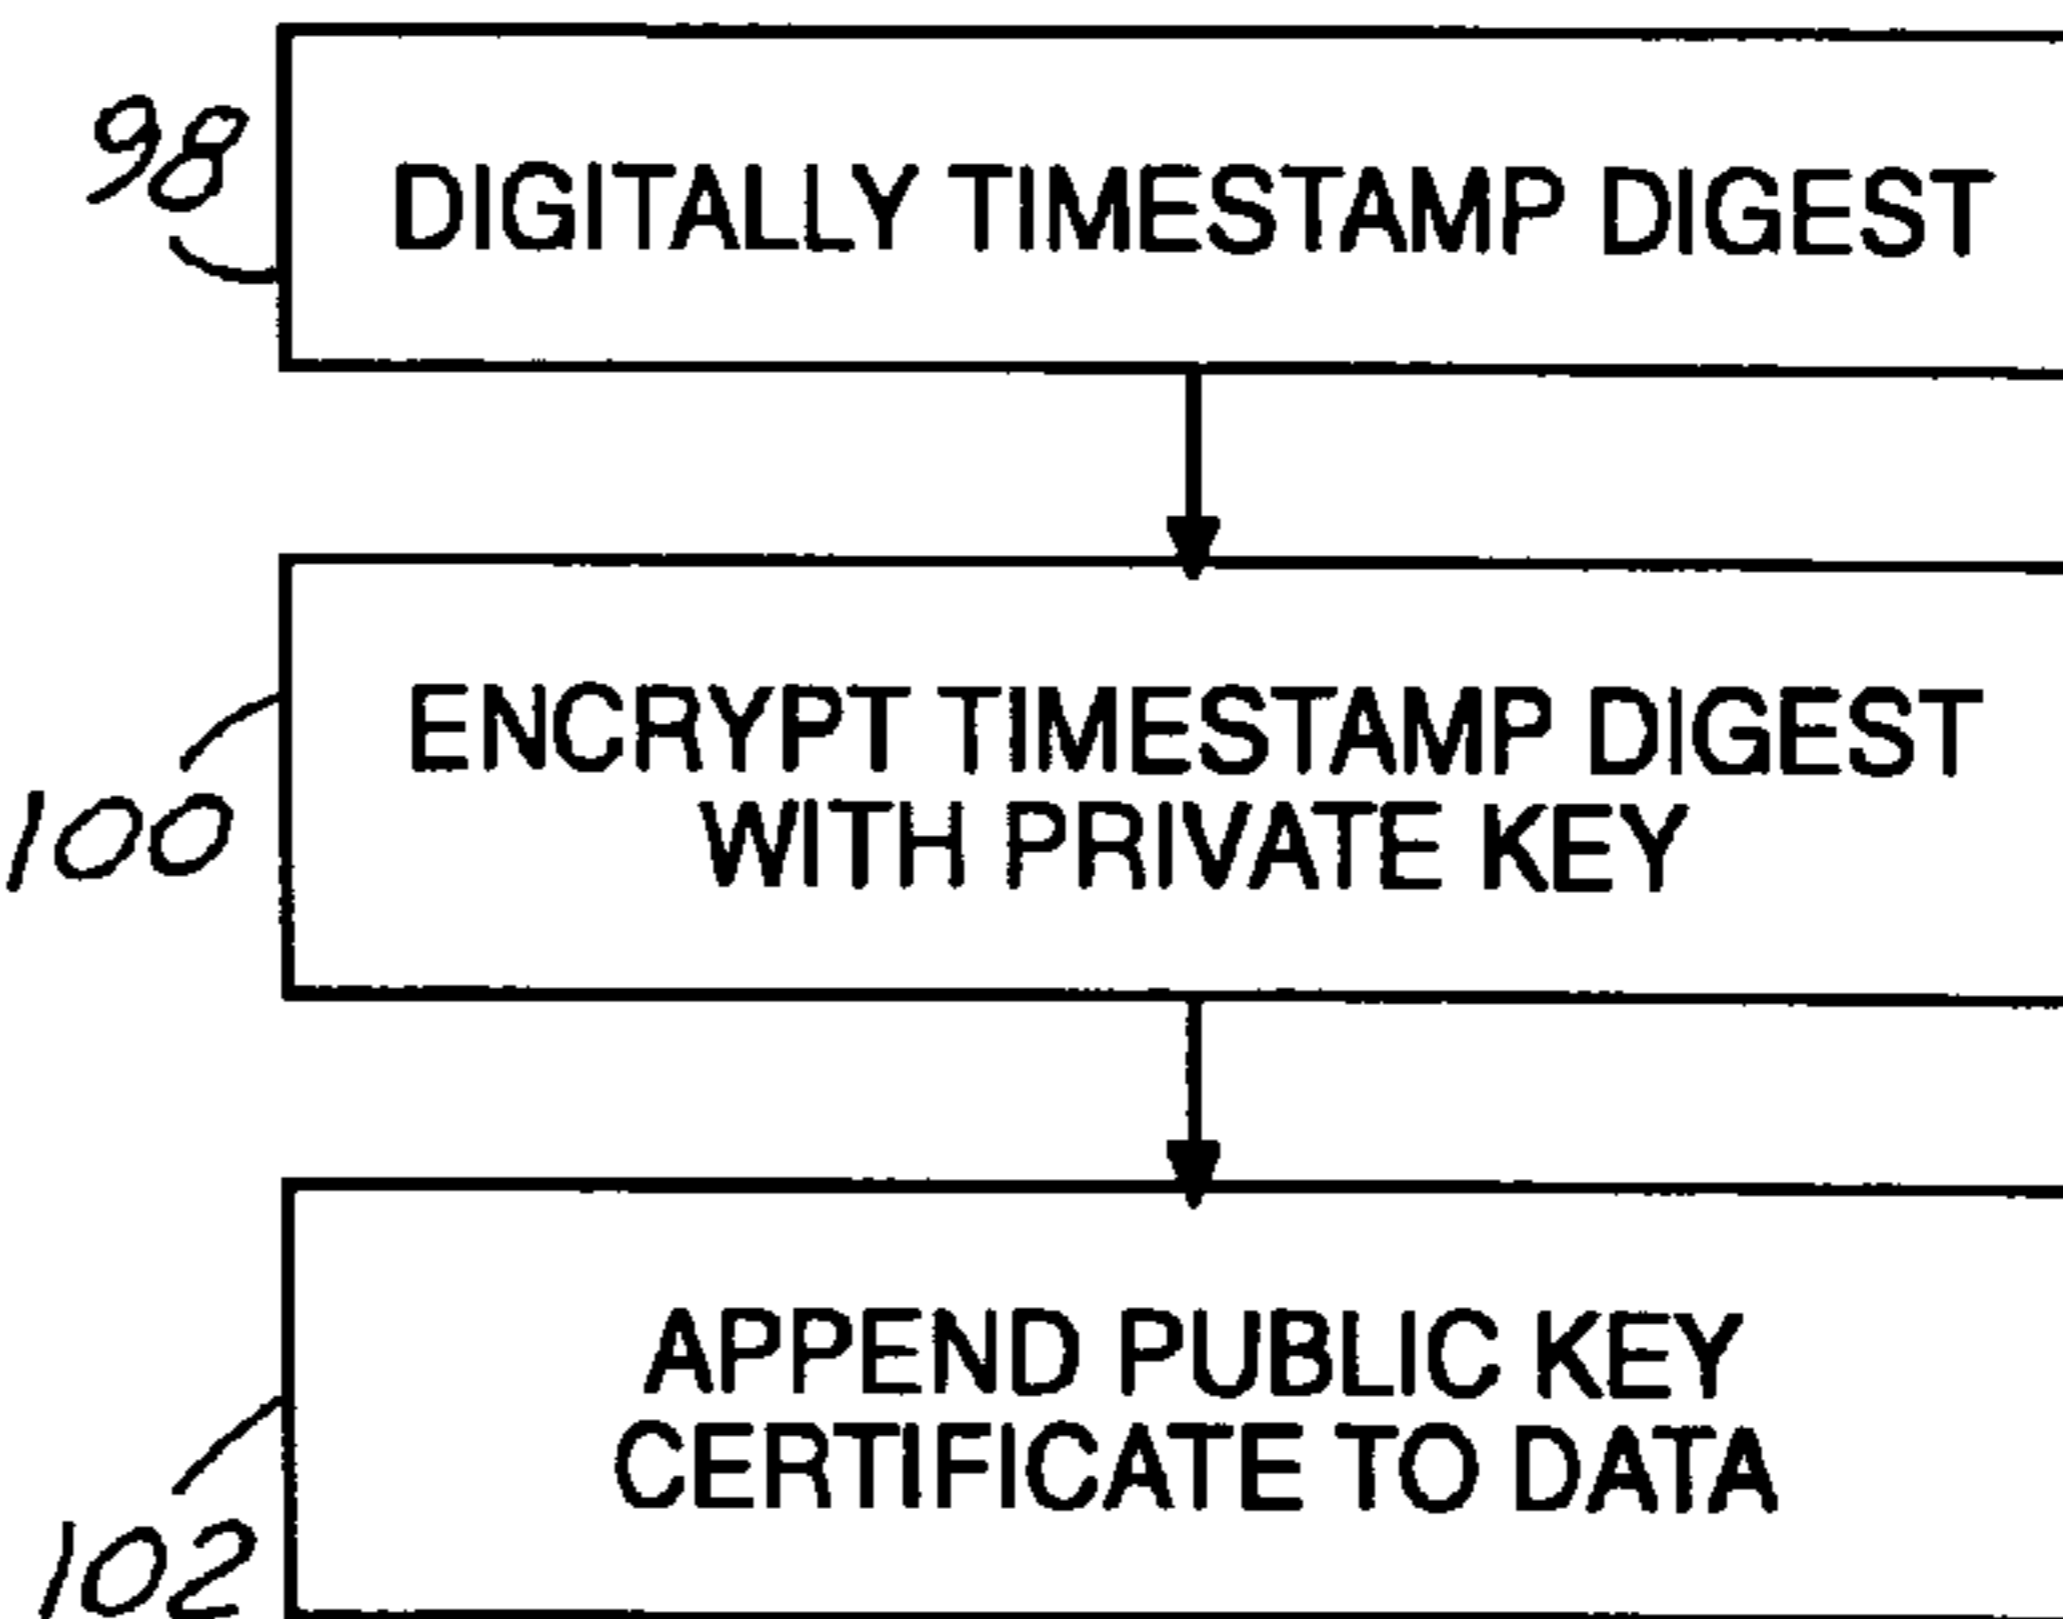 98
DIGITALLY TIMESTAMP DIGEST
100
ENCRYPT TIMESTAMP DIGEST
WITH PRIVATE KEY
102
APPEND PUBLIC KEY
CERTIFICATE TO DATA